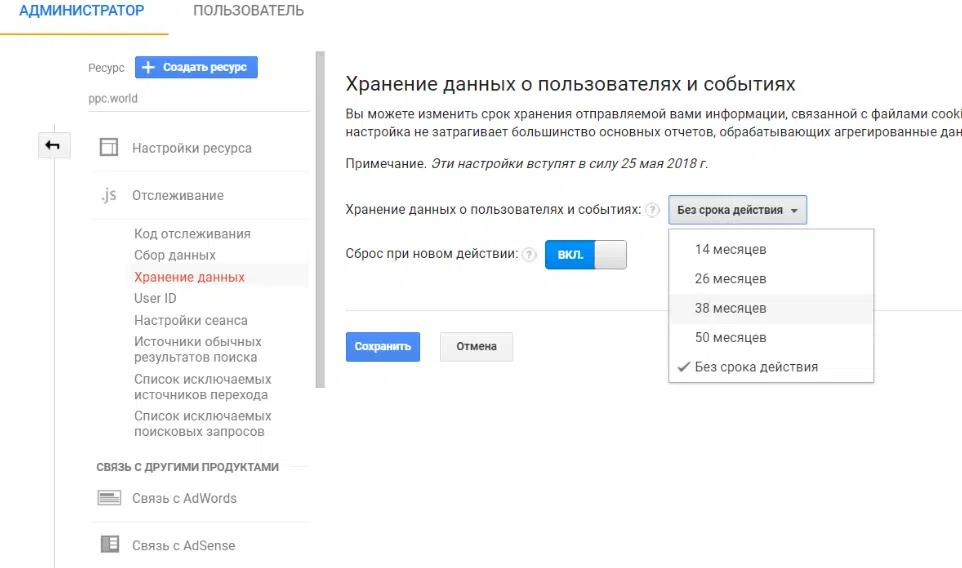 АДМИНИСТРАТОР
ПОЛЬЗОВАТЕЛЬ
Ресурс
Создать ресурс
ppc.world
Настройки ресурса
.js
Отслеживание
Код отслеживания
Сбор данных
Хранение данных
User ID
Настройки сеанса
Источники обычных
результатов поиска
Список исключаемых
источников перехода
Список исключаемых
поисковых запросов
СВЯЗЬ С ДРУГИМИ ПРОДУКТАМИ
Связь с AdWords
Связь с AdSense
Хранение данных о пользователях и событиях
Вы можете изменить срок хранения отправляемой вами информации, связанной с файлами cooki
настройка не затрагивает большинство основных отчетов, обрабатывающих агрегированные дан
Примечание. Эти настройки вступят в силу 25 мая 2018 г.
Хранение данных о пользователях и событиях: ? Без срока действия
14 месяцев
26 месяцев
38 месяцев
50 месяцев
Без срока действия
Сброс при новом действии: ? ВКЛ.
Сохранить
Отмена